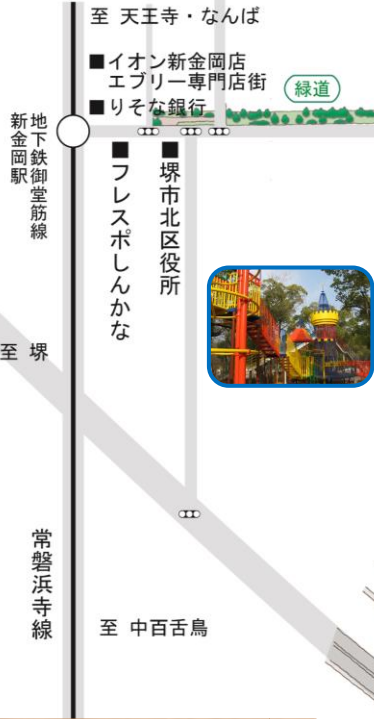 至 天王寺・なんば
■イオン新金岡店
エブリー専門店街
■りそな銀行
緑道
地下鉄御堂筋線
新金岡駅
■フレスポしんかな
■堺市北区役所
至 堺
常磐浜寺線
至 中百舌鳥